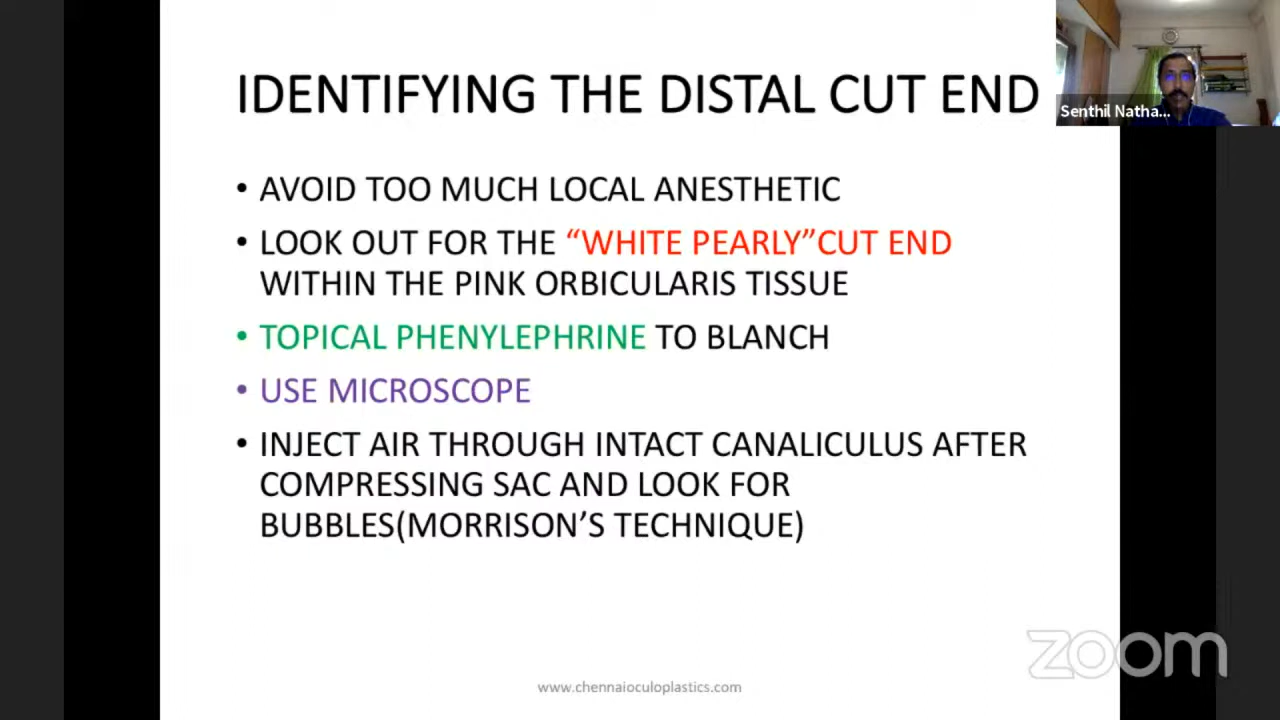 IDENTIFYING THE DISTAL CUT END
Senthil Natha...
• AVOID TOO MUCH LOCAL ANESTHETIC
• LOOK OUT FOR THE “WHITE PEARLY”CUT END
WITHIN THE PINK ORBICULARIS TISSUE
• TOPICAL PHENYLEPHRINE TO BLANCH
• USE MICROSCOPE
• INJECT AIR THROUGH INTACT CANALICULUS AFTER
COMPRESSING SAC AND LOOK FOR
BUBBLES(MORRISON’S TECHNIQUE)
zoom
www.chennaioculoplastics.com